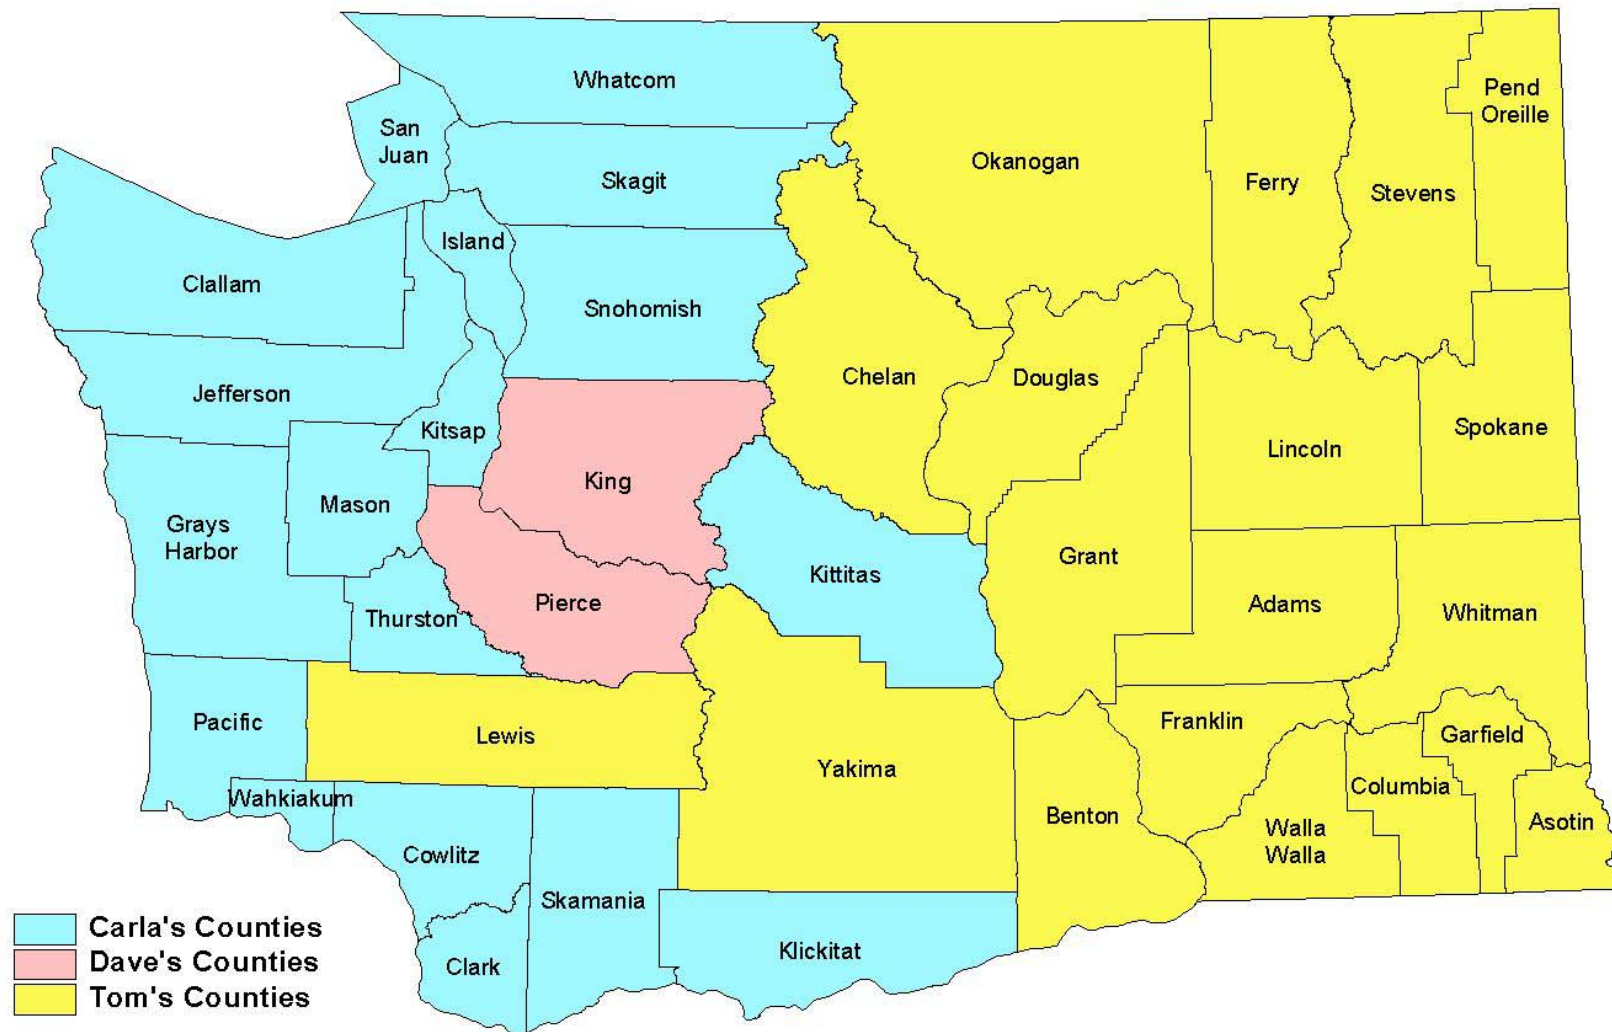 Whatcom
Pend
Oreille
San
Juan
Okanogan
Skagit
Ferry
Stevens
Island
Clallam
Snohomish
Chelan
Douglas
Jefferson
Kitsap
Spokane
Lincoln
King
Mason
Grays
Harbor
Grant
Kittitas
Pierce
Adams
Whitman
Thurston
Pacific
Franklin
Lewis
Garfield
Yakima
Columbia
Wahkiakum
Benton
Asotin
Walla
Walla
Cowlitz
Skamania
Klickitat
Clark
Carla's Counties
Dave's Counties
Tom's Counties